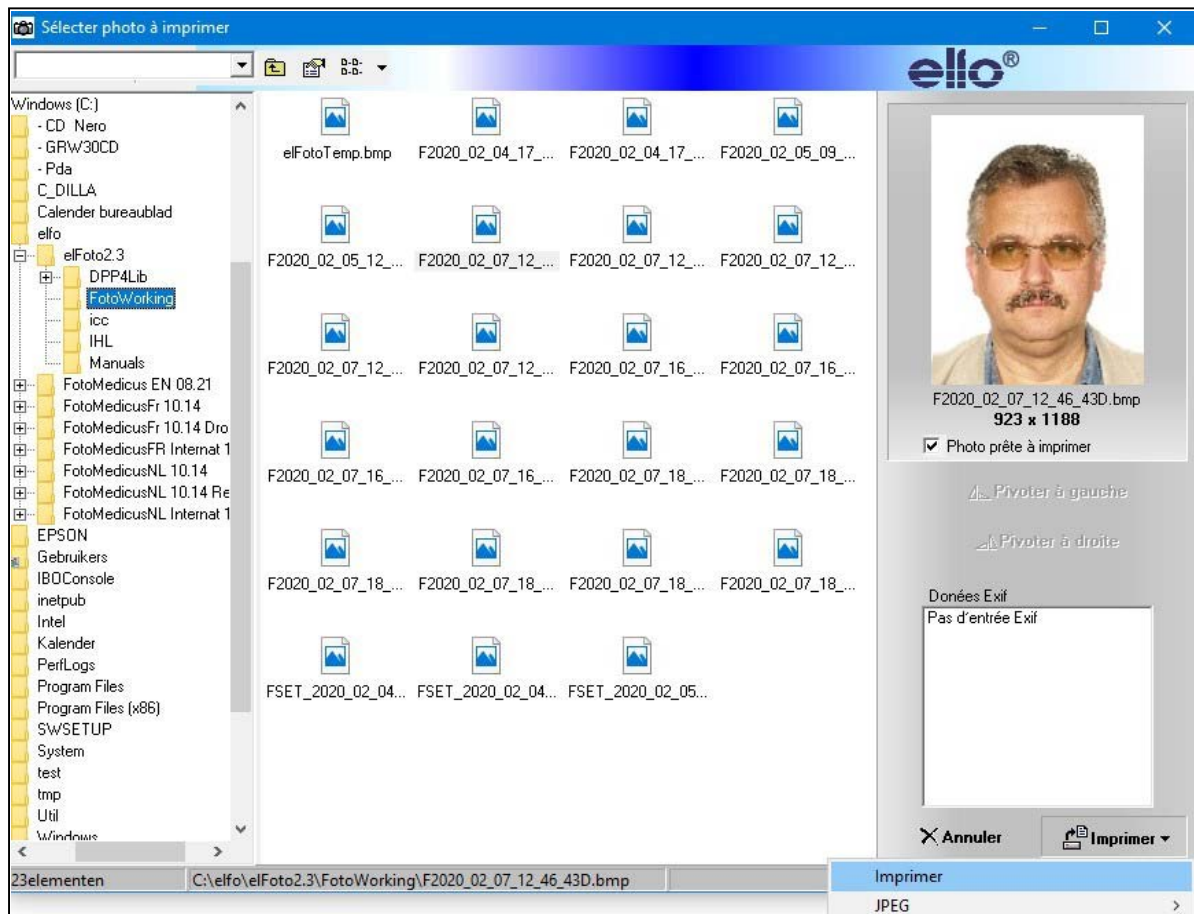 Sélecter photo à imprimer
elfo®
Windows (C:)
- CD Nero
- GRW30CD
- Pda
C_DILLA
Calender bureaublad
elfo
elFoto2.3
DPP4Lib
FotoWorking
icc
IHL
Manuals
FotoMedicus EN 08.21
FotoMedicusFr 10.14
FotoMedicusFr 10.14 Dro
FotoMedicusFR Internat 1
FotoMedicusNL 10.14
FotoMedicusNL 10.14 Re
FotoMedicusNL Internat 1
EPSON
Gebruikers
IBOConsole
inetpub
Intel
Kalender
PerfLogs
Program Files
Program Files (x86)
SWSETUP
System
test
tmp
Util
Windows
elFotoTemp.bmp F2020_02_04_17_... F2020_02_04_17_... F2020_02_05_09_...
F2020_02_05_12_... F2020_02_07_12_... F2020_02_07_12_... F2020_02_07_12_...
F2020_02_07_12_... F2020_02_07_12_... F2020_02_07_16_... F2020_02_07_16_...
F2020_02_07_16_... F2020_02_07_16_... F2020_02_07_18_... F2020_02_07_18_...
F2020_02_07_18_... F2020_02_07_18_... F2020_02_07_18_... F2020_02_07_18_...
FSET_2020_02_04... FSET_2020_02_04... FSET_2020_02_05...
F2020_02_07_12_46_43D.bmp
923 x 1188
Photo prête à imprimer
Pivoter à gauche
Pivoter à droite
Donées Exif
Pas d'entrée Exif
Annuler Imprimer
23elementen C:\elfo\elFoto2.3\FotoWorking\F2020_02_07_12_46_43D.bmp
Imprimer
JPEG